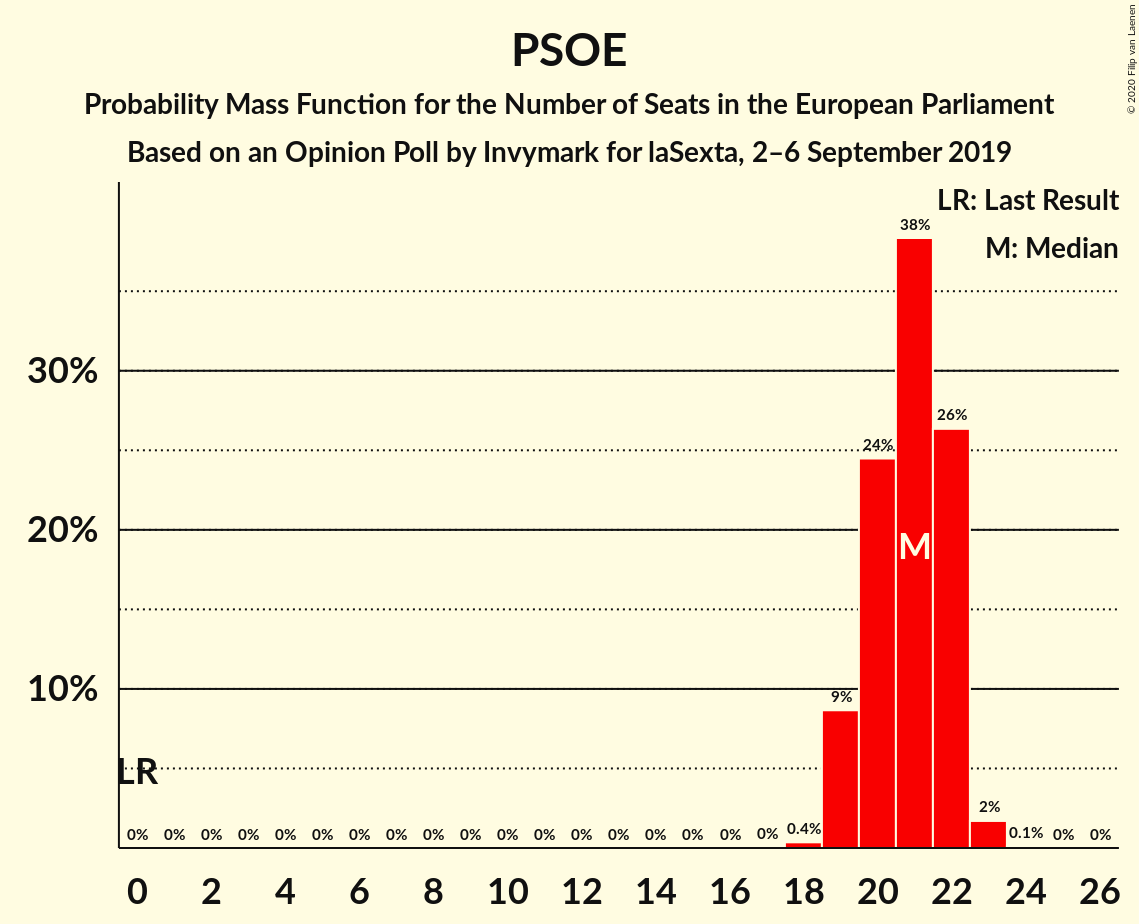 PSOE
Probability Mass Function for the Number of Seats in the European Parliament
Based on an Opinion Poll by Invymark for laSexta, 2–6 September 2019
© 2020 Filip van Laenen
LR: Last Result
M: Median
38%
30%
26%
24%
20%
M
10%
9%
LR
0% 0% 0% 0% 0% 0% 0% 0% 0% 0% 0% 0% 0% 0% 0% 0% 0% 0% 0.4% 2% 0.1% 0% 0%
0 2 4 6 8 10 12 14 16 18 20 22 24 26